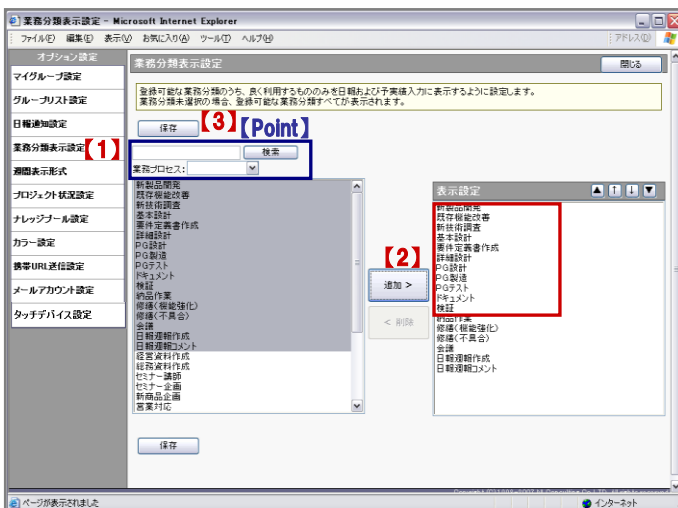 業務分類表示設定 - Microsoft Internet Explorer
ファイル(F) 編集(E) 表示(V) お気に入り(A) ツール(T) ヘルプ(H) アドレス(D)
オプション設定
マイグループ設定
グループリスト設定
日報通知設定
業務分類表示設定
週間表示形式
プロジェクト状況設定
ナレッジプール設定
カラー設定
携帯URL送信設定
メールアカウント設定
タッチデバイス設定
業務分類表示設定
閉じる
登録可能な業務分類のうち、良く利用するもののみを日報および予実績入力に表示するように設定します。
業務分類未選択の場合、登録可能な業務分類すべてが表示されます。
保存
【3】
【Point】
【1】
検索
業務プロセス:
新製品開発
既存機能改善
新技術調査
基本設計
要件定義書作成
詳細設計
PG設計
PG製造
PGテスト
ドキュメント
検証
納品作業
修繕(機能強化)
修繕(不具合)
会議
日報週報作成
日報週報コメント
経営資料作成
総務資料作成
セミナー講師
セミナー企画
新商品企画
営業対応
【2】
追加 >
< 削除
表示設定
新製品開発
既存機能改善
新技術調査
基本設計
要件定義書作成
詳細設計
PG設計
PG製造
PGテスト
ドキュメント
検証
納品作業
修繕(機能強化)
修繕(不具合)
会議
日報週報作成
日報週報コメント
保存
ページが表示されました
インターネット